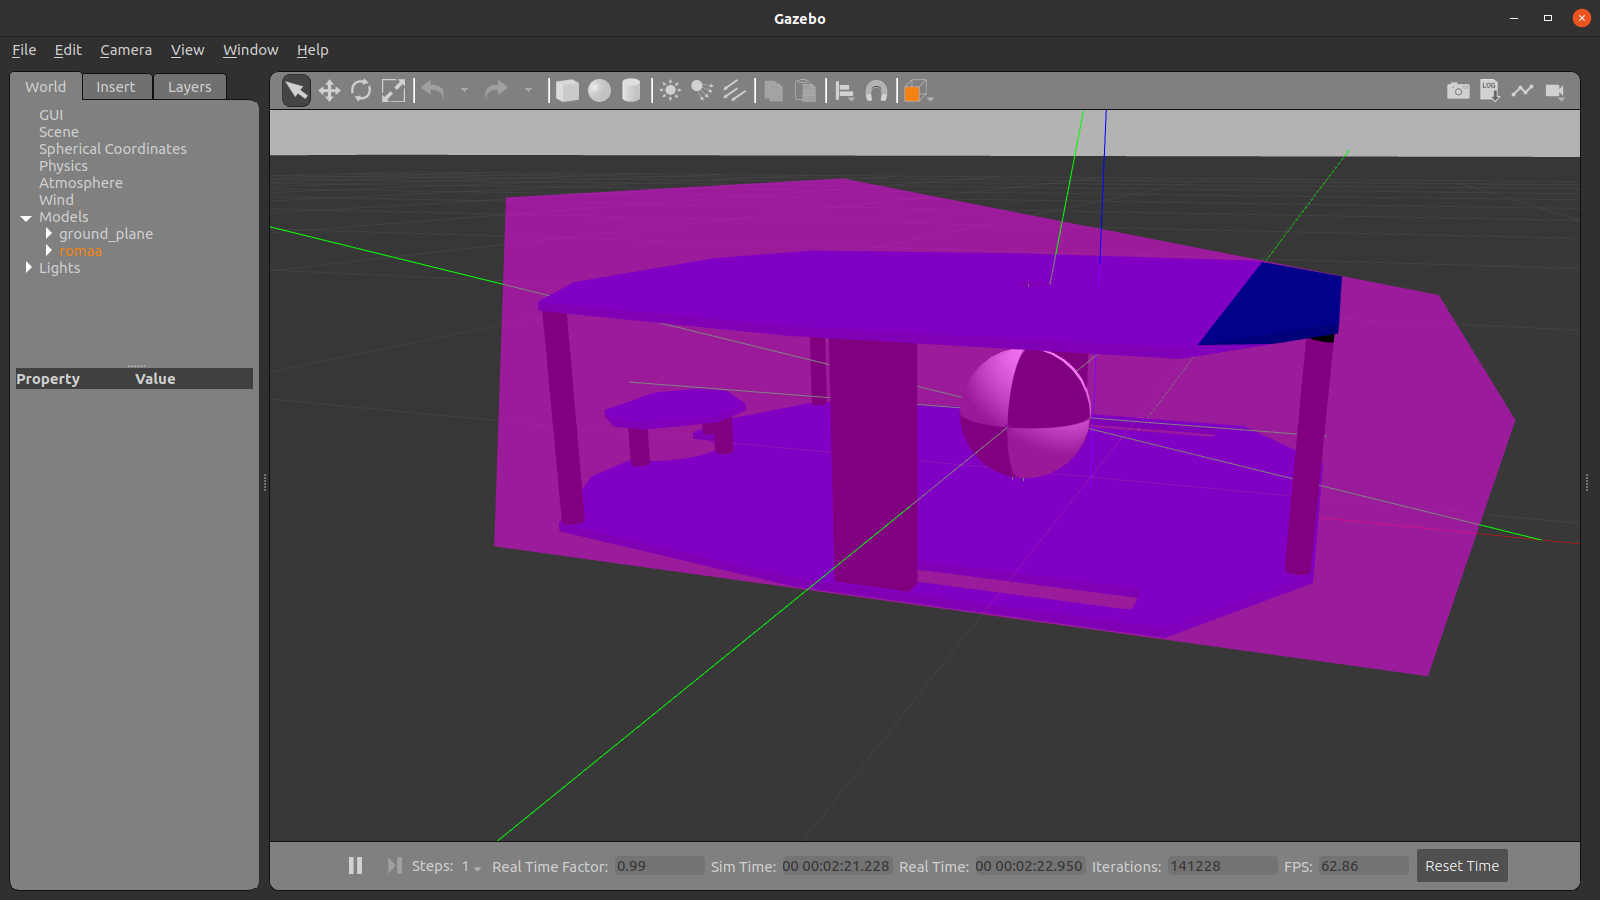 Gazebo
File Edit Camera View Window Help
World Insert Layers
LOG
GUI
Scene
Spherical Coordinates
Physics
Atmosphere
Wind
Models
ground_plane
romaa
Lights
Property Value
Steps: 1 Real Time Factor: 0.99 Sim Time: 00 00:02:21.228 Real Time: 00 00:02:22.950 Iterations: 141228 FPS: 62.86 Reset Time